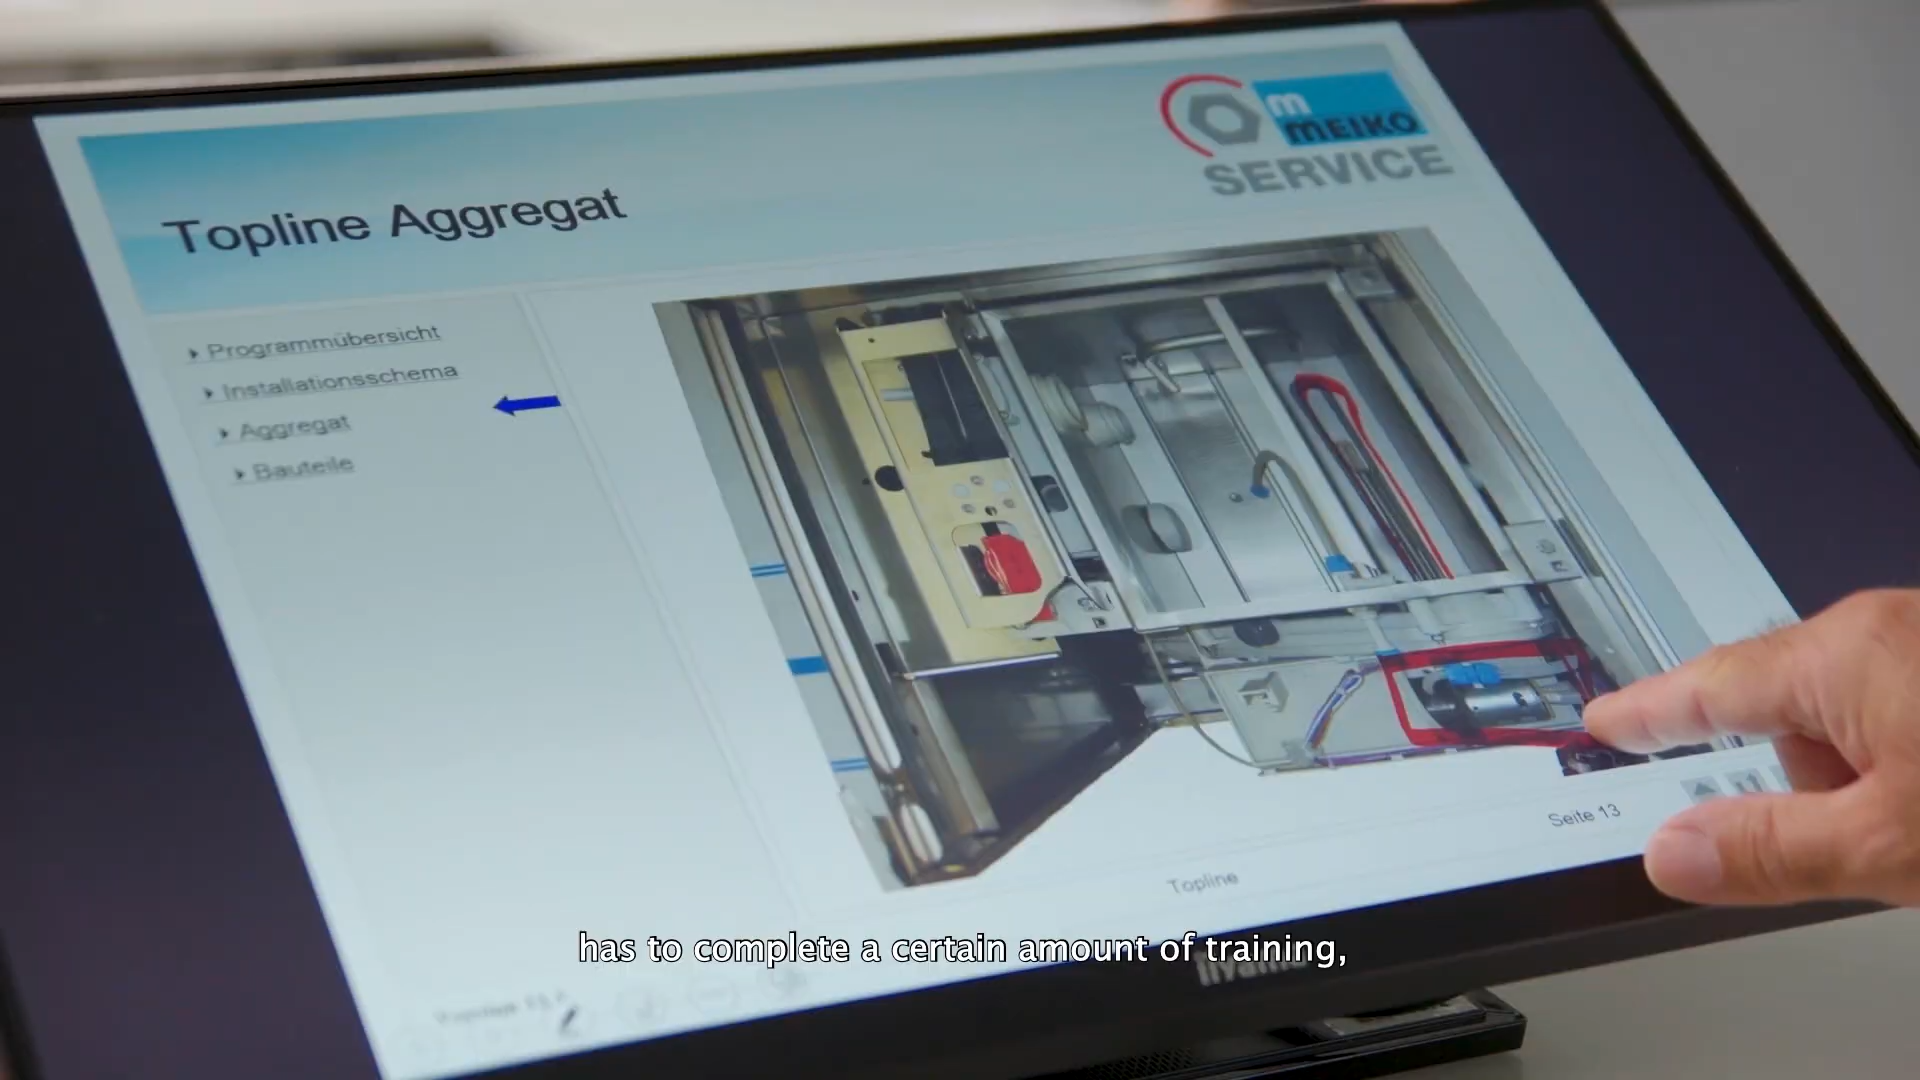 Topline Aggregat
m
MEIKO
SERVICE
Programmübersicht
Installationsschema
Aggregat
Bauteile
Seite 13
Topline
has to complete a certain amount of training,
iiyama